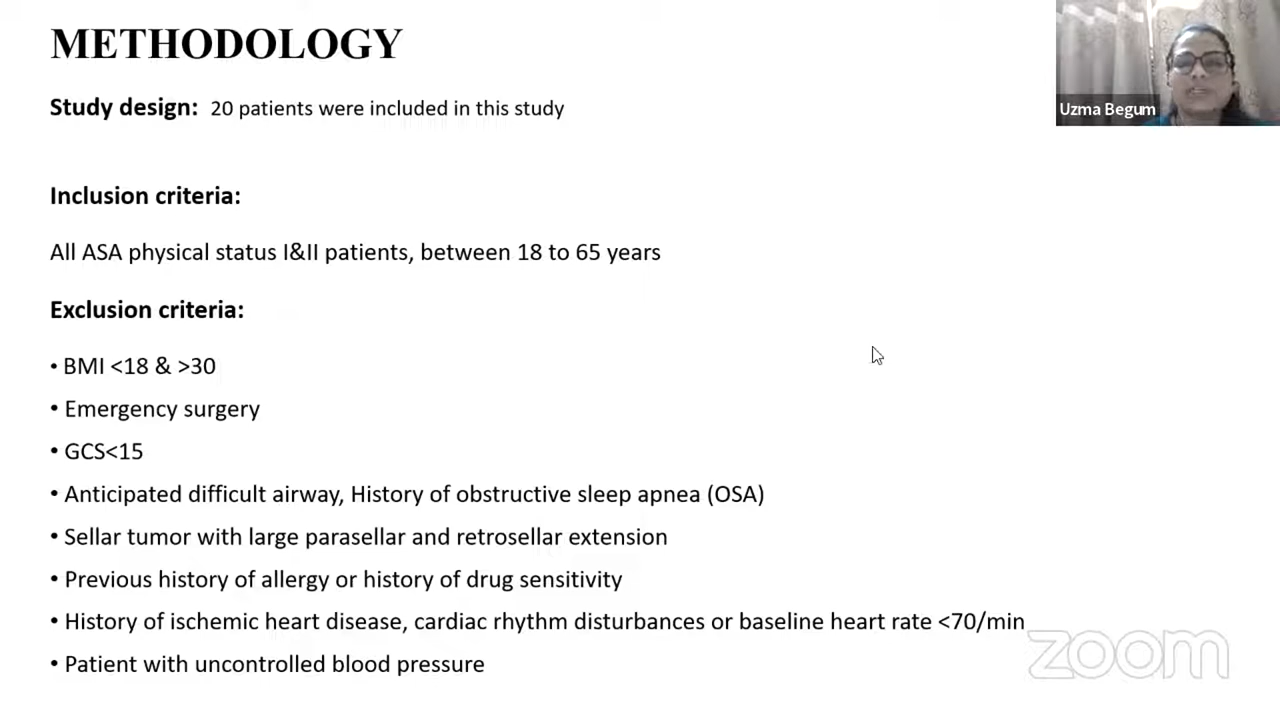 METHODOLOGY
Uzma Begum
Study design: 20 patients were included in this study
Inclusion criteria:
All ASA physical status I&II patients, between 18 to 65 years
Exclusion criteria:
• BMI <18 & >30
• Emergency surgery
• GCS<15
• Anticipated difficult airway, History of obstructive sleep apnea (OSA)
• Sellar tumor with large parasellar and retrosellar extension
• Previous history of allergy or history of drug sensitivity
• History of ischemic heart disease, cardiac rhythm disturbances or baseline heart rate <70/min
• Patient with uncontrolled blood pressure
zoom